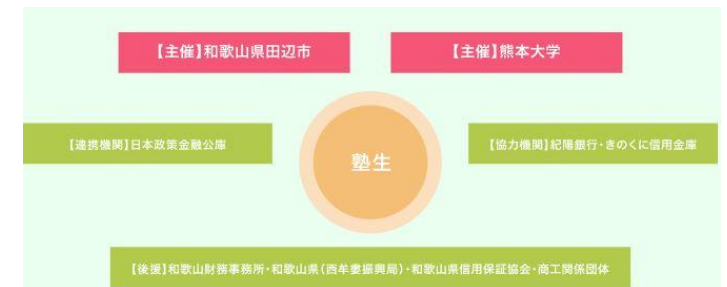 【主催】和歌山県田辺市
【主催】熊本大学
【連携機関】日本政策金融公庫
塾生
【協力機関】紀陽銀行・きのくに信用金庫
【後援】和歌山財務事務所・和歌山県(西牟婁振興局)・和歌山県信用保証協会・商工関係団体